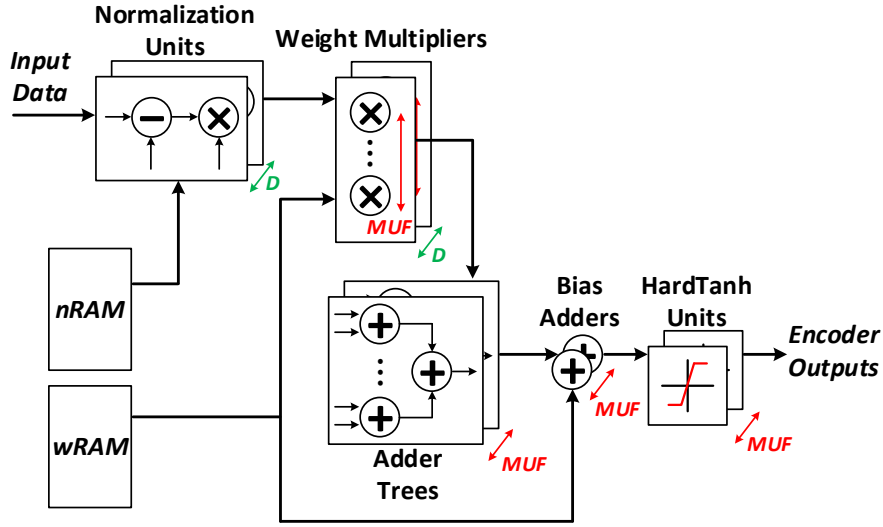 Normalization
Units
Weight Multipliers
Input
Data
D
MUF
D
nRAM
Bias
Adders
HardTanh
Units
Encoder
Outputs
MUF
wRAM
MUF
MUF
Adder
Trees